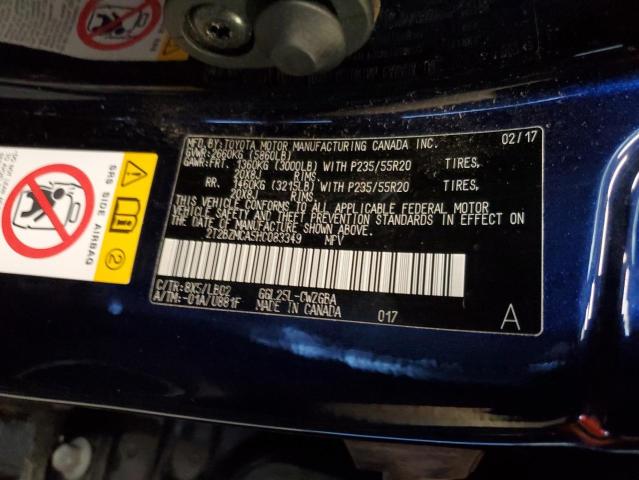 MFD. BY:TOYOTA MOTOR MANUFACTURING CANADA INC. 02/17
GVWR:2660KG (5860LB)
GAWR:FR. 1360KG (3000LB) WITH P235/55R20 TIRES,
20X8J RIMS,
RR. 1460KG (3215LB) WITH P235/55R20 TIRES,
20X8J RIMS,
THIS VEHICLE CONFORMS TO ALL APPLICABLE FEDERAL MOTOR
VEHICLE SAFETY AND THEFT PREVENTION STANDARDS IN EFFECT ON
THE DATE OF MANUFACTURE SHOWN ABOVE.
2T2BZMCA5HC083349 MPV
C/TR:8X5/LB02 GGL25L-CWZGBA
A/TM:-01A/U881F MADE IN CANADA 017 A
SRS SIDE AIRBAG
2